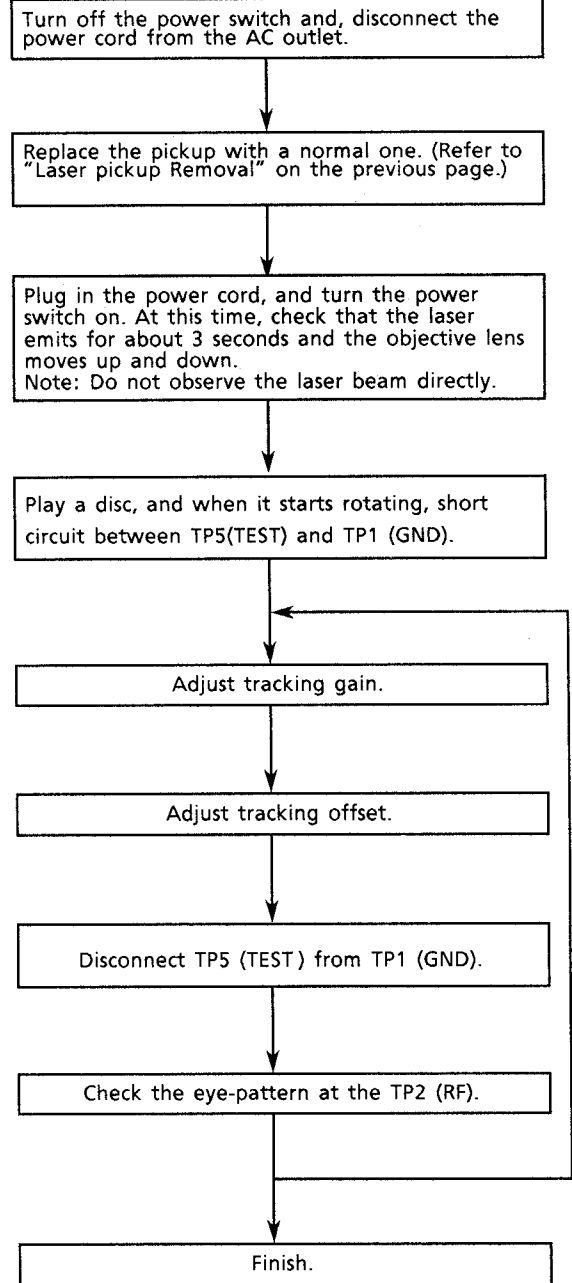 Turn off the power switch and, disconnect the
power cord from the AC outlet.
Replace the pickup with a normal one. (Refer to
"Laser pickup Removal" on the previous page.)
Plug in the power cord, and turn the power
switch on. At this time, check that the laser
emits for about 3 seconds and the objective lens
moves up and down.
Note: Do not observe the laser beam directly.
Play a disc, and when it starts rotating, short
circuit between TP5(TEST) and TP1 (GND).
Adjust tracking gain.
Adjust tracking offset.
Disconnect TP5 (TEST) from TP1 (GND).
Check the eye-pattern at the TP2 (RF).
Finish.